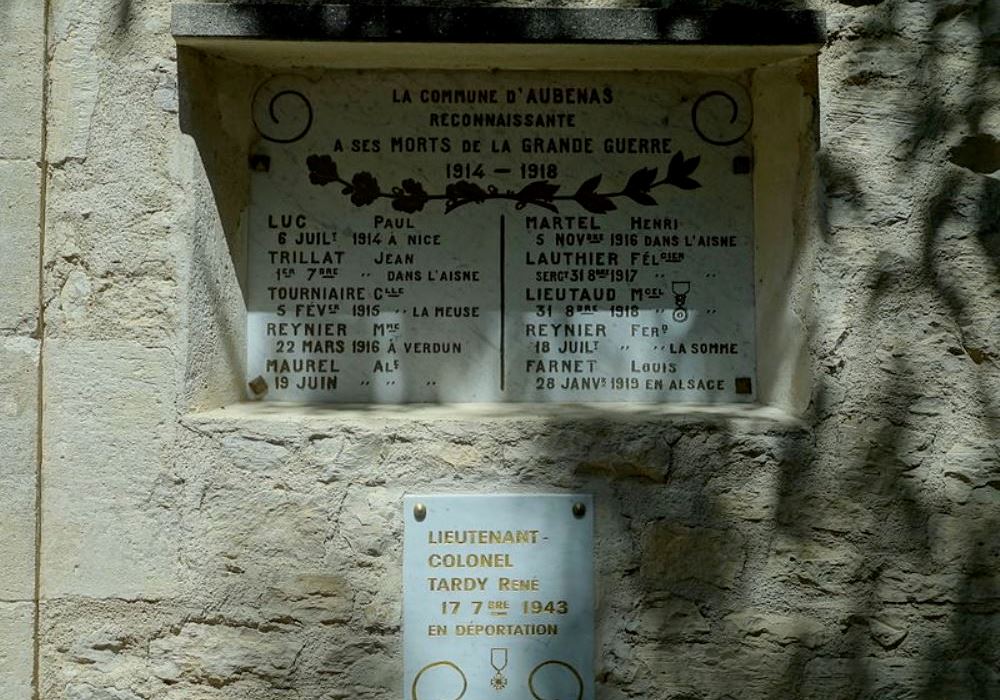 LA COMMUNE D'AUBENAS
RECONNAISSANTE
A SES MORTS DE LA GRANDE GUERRE
1914 — 1918
LUC PAUL
6 JUILT 1914 À NICE
TRILLAT JEAN
1ER 7BRE " DANS L'AISNE
TOURNIAIRE CLLE
5 FÉVER 1915 " LA MEUSE
REYNIER MCE
22 MARS 1916 À VERDUN
MAUREL ALF
19 JUIN " " "
MARTEL HENRI
5 NOVBRE 1916 DANS L'AISNE
LAUTHIER FÉLCIEN
SERGT 31 8BRE 1917 " "
LIEUTAUD MCEL
31 8BRE 1918 " "
REYNIER FERD
18 JUILT " " LA SOMME
FARNET LOUIS
28 JANVR 1919 EN ALSACE
LIEUTENANT-
COLONEL
TARDY RENÉ
17 7BRE 1943
EN DÉPORTATION